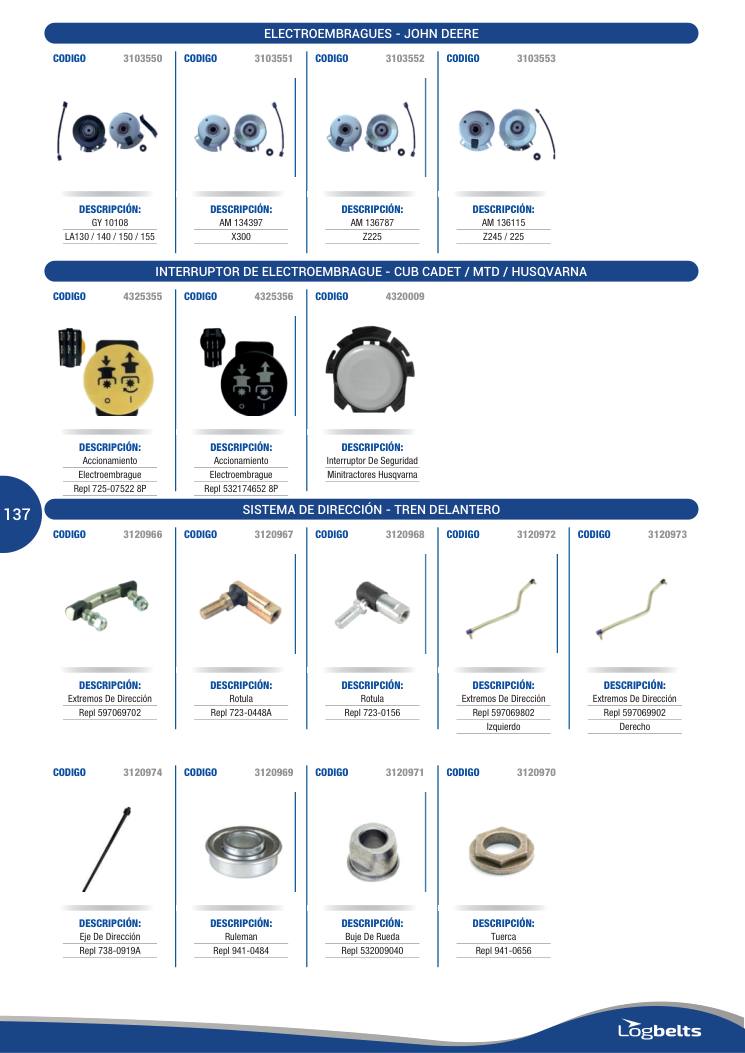 ELECTROEMBRAGUES - JOHN DEERE
CODIGO 3103550
DESCRIPCIÓN:
GY 10108
LA130 / 140 / 150 / 155
CODIGO 3103551
DESCRIPCIÓN:
AM 134397
X300
CODIGO 3103552
DESCRIPCIÓN:
AM 136787
Z225
CODIGO 3103553
DESCRIPCIÓN:
AM 136115
Z245 / 225
INTERRUPTOR DE ELECTROEMBRAGUE - CUB CADET / MTD / HUSQVARNA
CODIGO 4325355
O I
DESCRIPCIÓN:
Accionamiento
Electroembrague
Repl 725-07522 8P
CODIGO 4325356
O I
DESCRIPCIÓN:
Accionamiento
Electroembrague
Repl 532174652 8P
CODIGO 4320009
DESCRIPCIÓN:
Interruptor De Seguridad
Minitractores Husqvarna
137
SISTEMA DE DIRECCIÓN - TREN DELANTERO
CODIGO 3120966
DESCRIPCIÓN:
Extremos De Dirección
Repl 597069702
CODIGO 3120967
DESCRIPCIÓN:
Rotula
Repl 723-0448A
CODIGO 3120968
DESCRIPCIÓN:
Rotula
Repl 723-0156
CODIGO 3120972
DESCRIPCIÓN:
Extremos De Dirección
Repl 597069802
Izquierdo
CODIGO 3120973
DESCRIPCIÓN:
Extremos De Dirección
Repl 597069902
Derecho
CODIGO 3120974
DESCRIPCIÓN:
Eje De Dirección
Repl 738-0919A
CODIGO 3120969
DESCRIPCIÓN:
Ruleman
Repl 941-0484
CODIGO 3120971
DESCRIPCIÓN:
Buje De Rueda
Repl 532009040
CODIGO 3120970
DESCRIPCIÓN:
Tuerca
Repl 941-0656
Logbelts